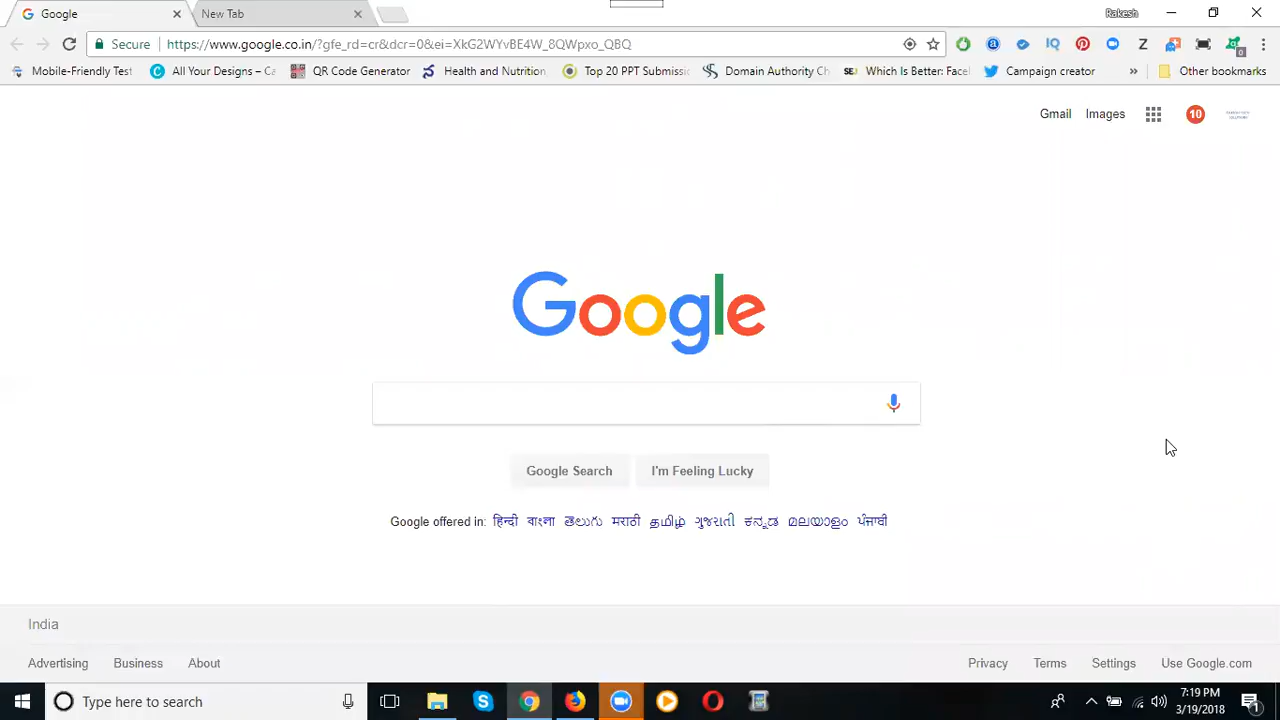 Google
New Tab
Rakesh
Secure https://www.google.co.in/?gfe_rd=cr&dcr=0&ei=XkG2WYvBE4W_8QWpxo_QBQ
Mobile-Friendly Test All Your Designs – Ca QR Code Generator Health and Nutrition Top 20 PPT Submissi Domain Authority Ch SEJ Which Is Better: Facel Campaign creator » Other bookmarks
Gmail Images 10
Google
Google Search I'm Feeling Lucky
Google offered in: हिन्दी বাংলা తెలుగు मराठी தமிழ் ગુજરાતી ಕನ್ನಡ മലയാളം ਪੰਜਾਬੀ
India
Advertising Business About Privacy Terms Settings Use Google.com
Type here to search
7:19 PM
3/19/2018
1